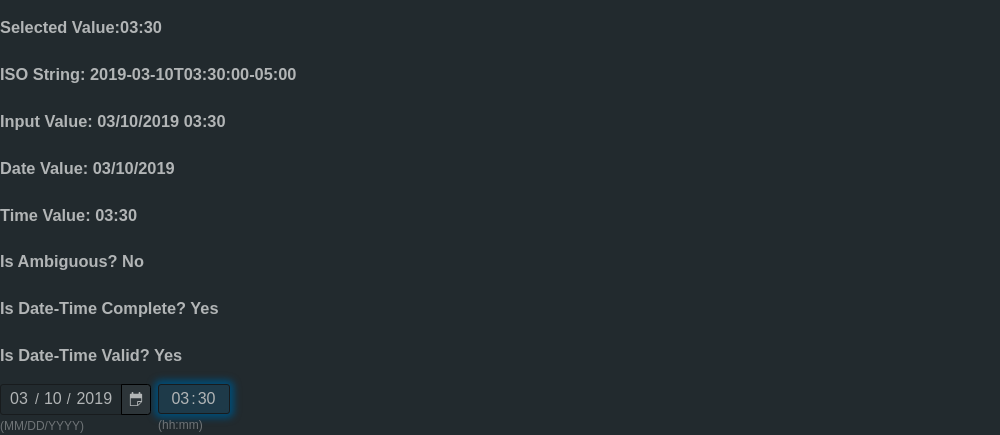 Selected Value:03:30
ISO String: 2019-03-10T03:30:00-05:00
Input Value: 03/10/2019 03:30
Date Value: 03/10/2019
Time Value: 03:30
Is Ambiguous? No
Is Date-Time Complete? Yes
Is Date-Time Valid? Yes
03 / 10 / 2019 03:30
(MM/DD/YYYY) (hh:mm)